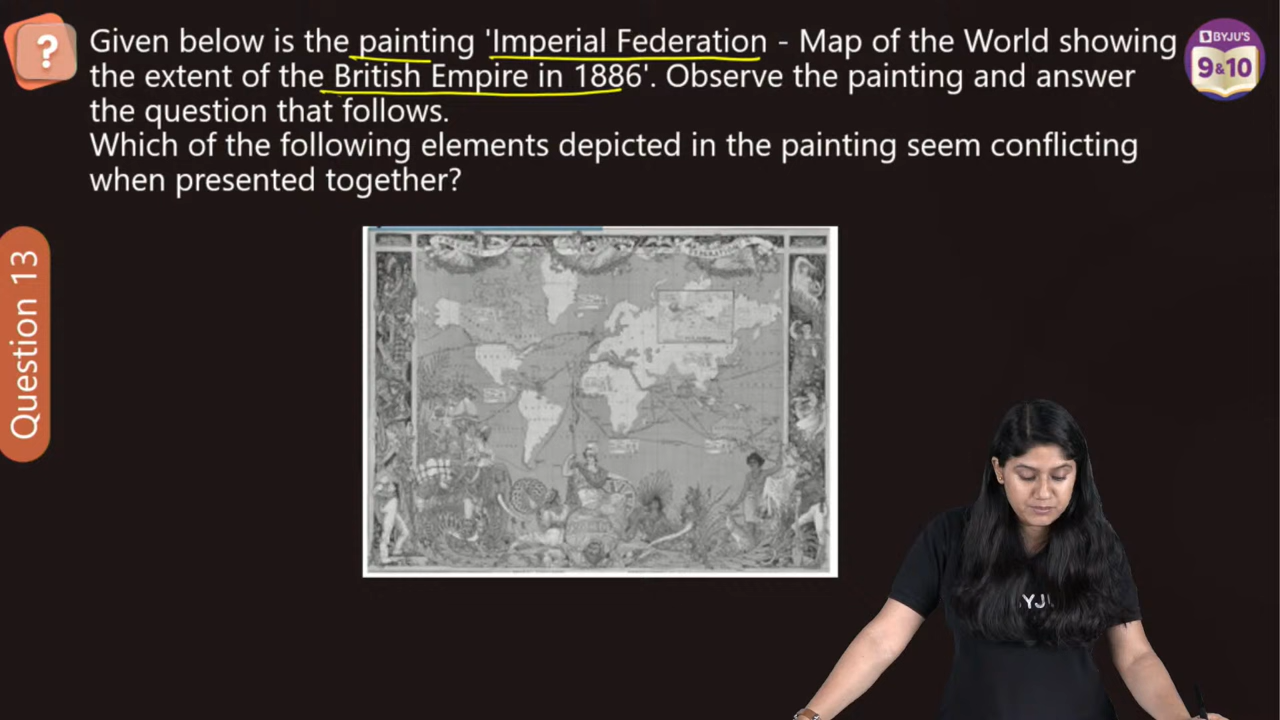 ?
Given below is the painting 'Imperial Federation - Map of the World showing
the extent of the British Empire in 1886'. Observe the painting and answer
the question that follows.
Which of the following elements depicted in the painting seem conflicting
when presented together?
BYJU'S
9&10
Question 13
FEDERATION
YJU